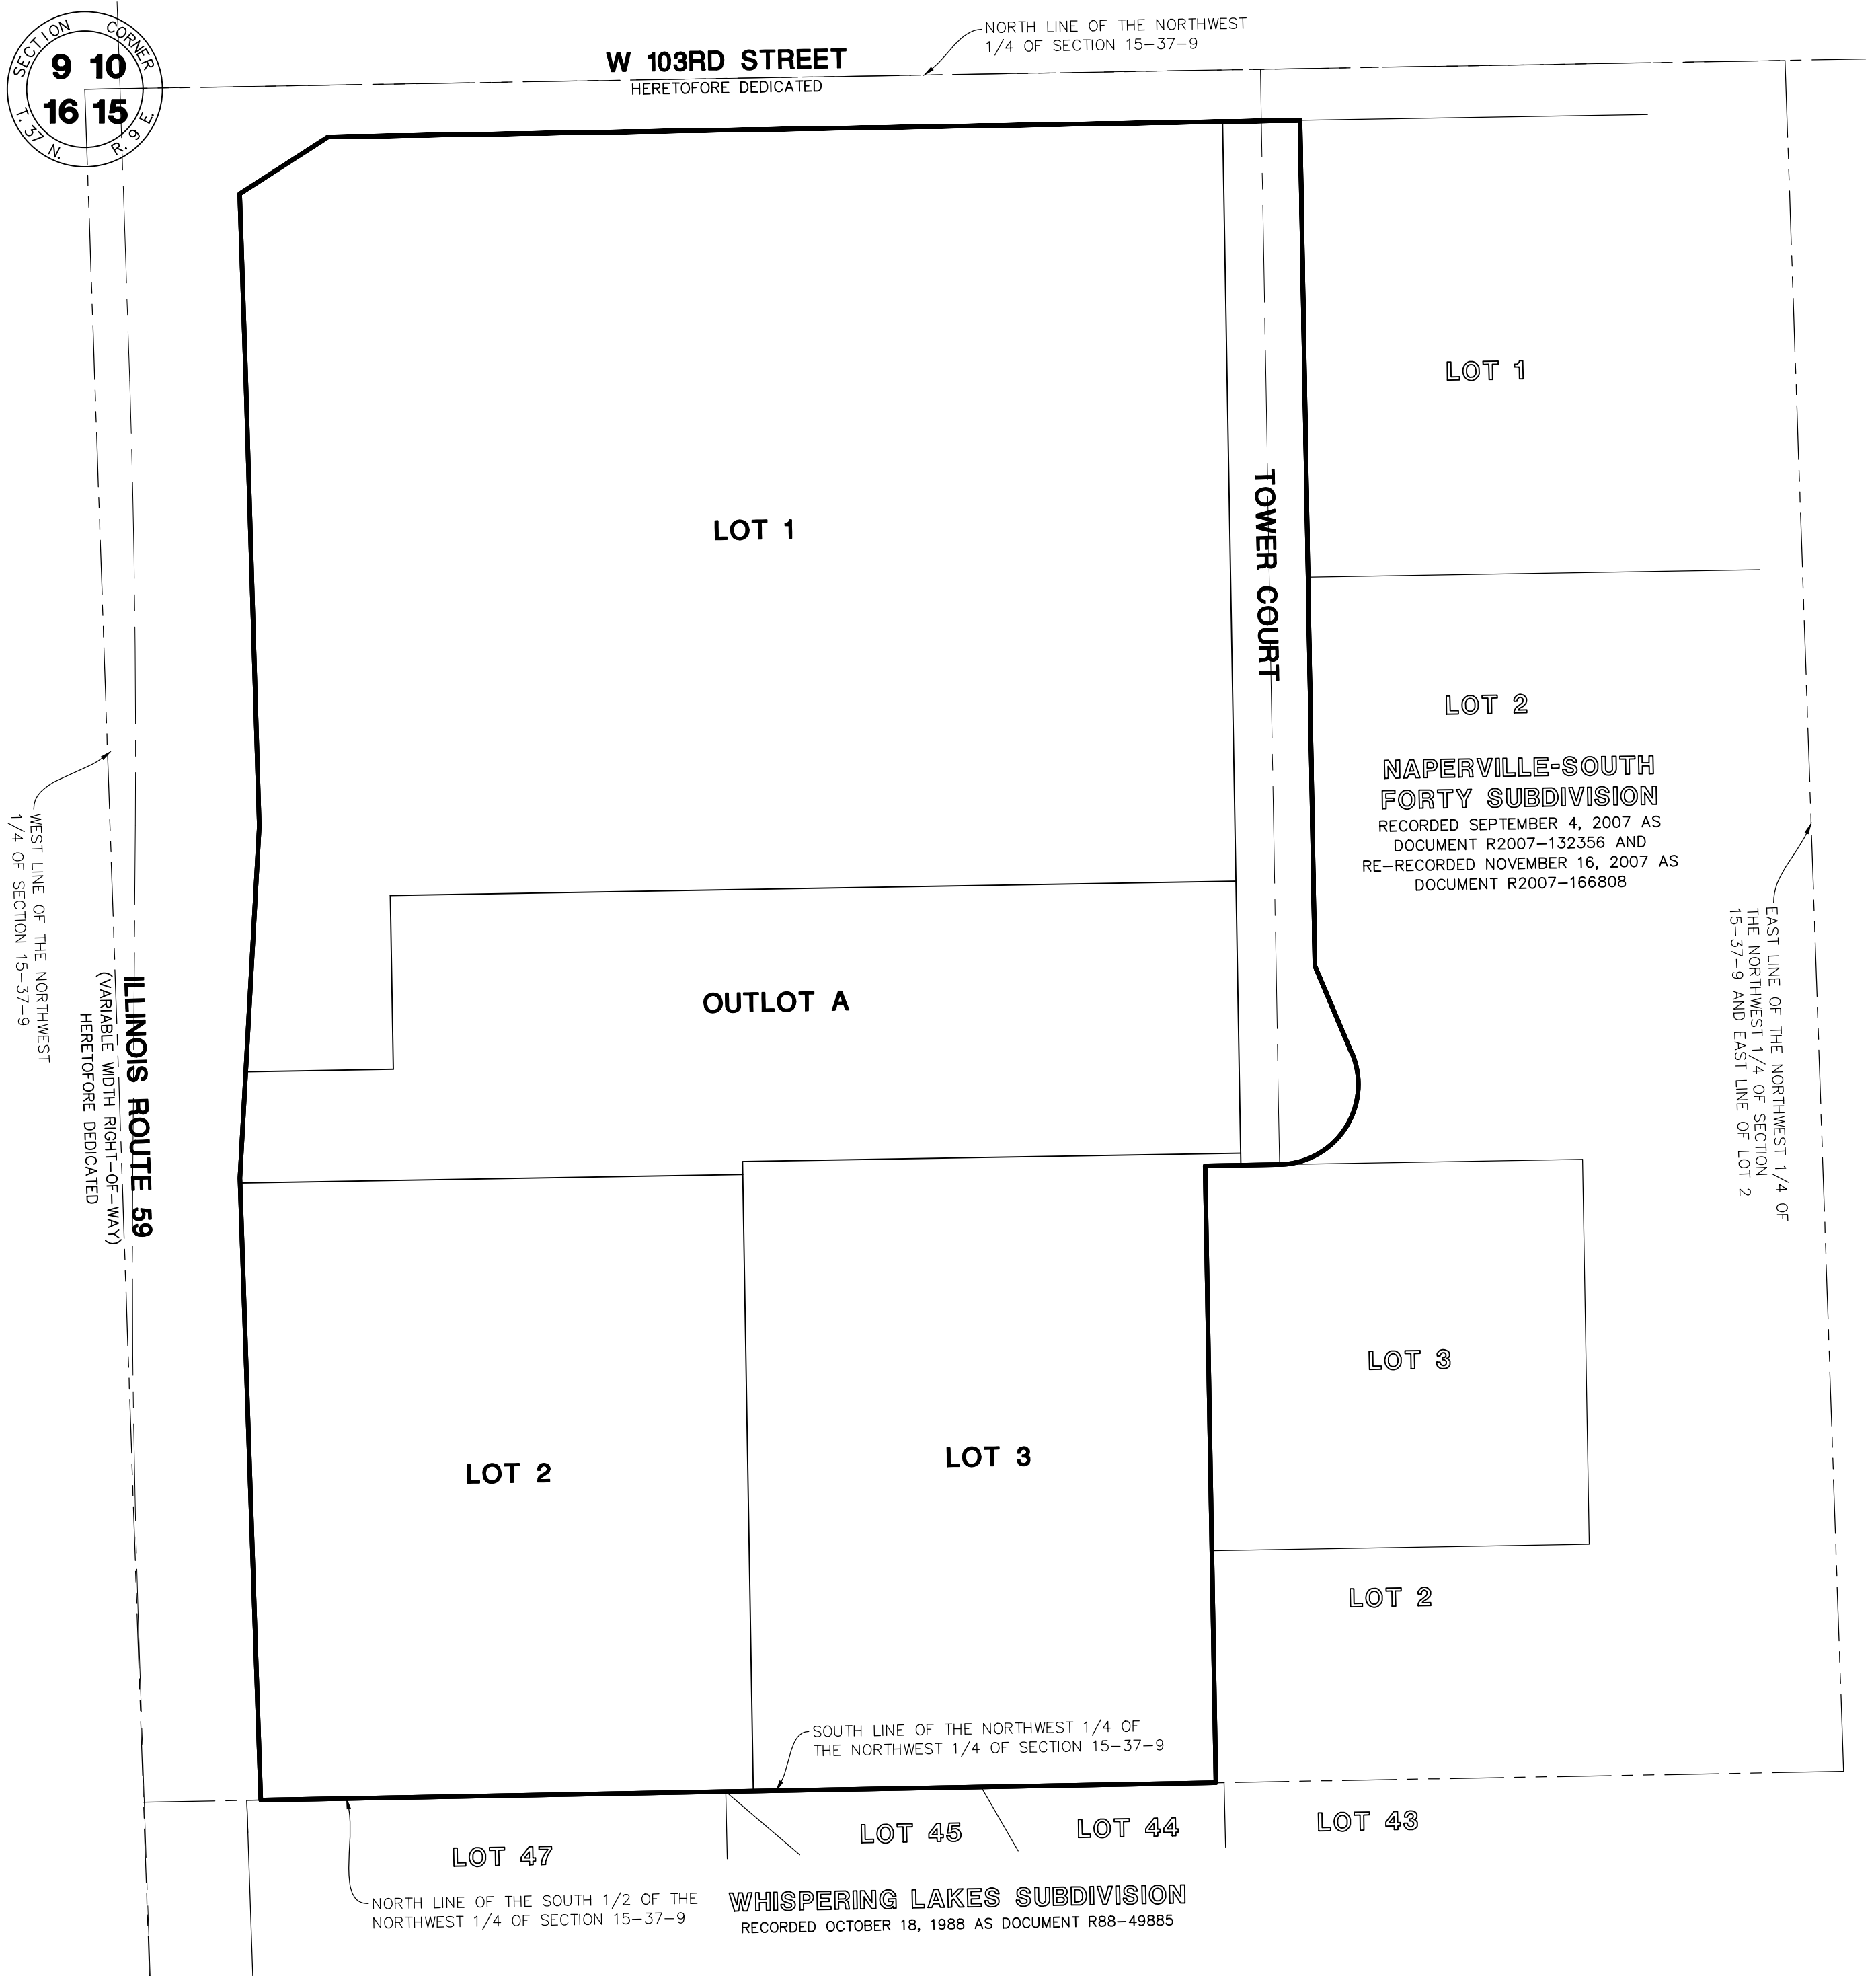 SECTION CORNER
9 10
16 15
T. 37 N. R. 9 E.
W 103RD STREET
HERETOFORE DEDICATED
NORTH LINE OF THE NORTHWEST
1/4 OF SECTION 15-37-9
LOT 1
LOT 1
TOWER COURT
LOT 2
NAPERVILLE-SOUTH
FORTY SUBDIVISION
RECORDED SEPTEMBER 4, 2007 AS
DOCUMENT R2007-132356 AND
RE-RECORDED NOVEMBER 16, 2007 AS
DOCUMENT R2007-166808
WEST LINE OF THE NORTHWEST
1/4 OF SECTION 15-37-9
ILLINOIS ROUTE 59
(VARIABLE WIDTH RIGHT-OF-WAY)
HERETOFORE DEDICATED
OUTLOT A
EAST LINE OF THE NORTHWEST 1/4 OF
THE NORTHWEST 1/4 OF SECTION
15-37-9 AND EAST LINE OF LOT 2
LOT 3
LOT 2
LOT 3
LOT 2
SOUTH LINE OF THE NORTHWEST 1/4 OF
THE NORTHWEST 1/4 OF SECTION 15-37-9
LOT 47
LOT 45
LOT 44
LOT 43
NORTH LINE OF THE SOUTH 1/2 OF THE
NORTHWEST 1/4 OF SECTION 15-37-9
WHISPERING LAKES SUBDIVISION
RECORDED OCTOBER 18, 1988 AS DOCUMENT R88-49885